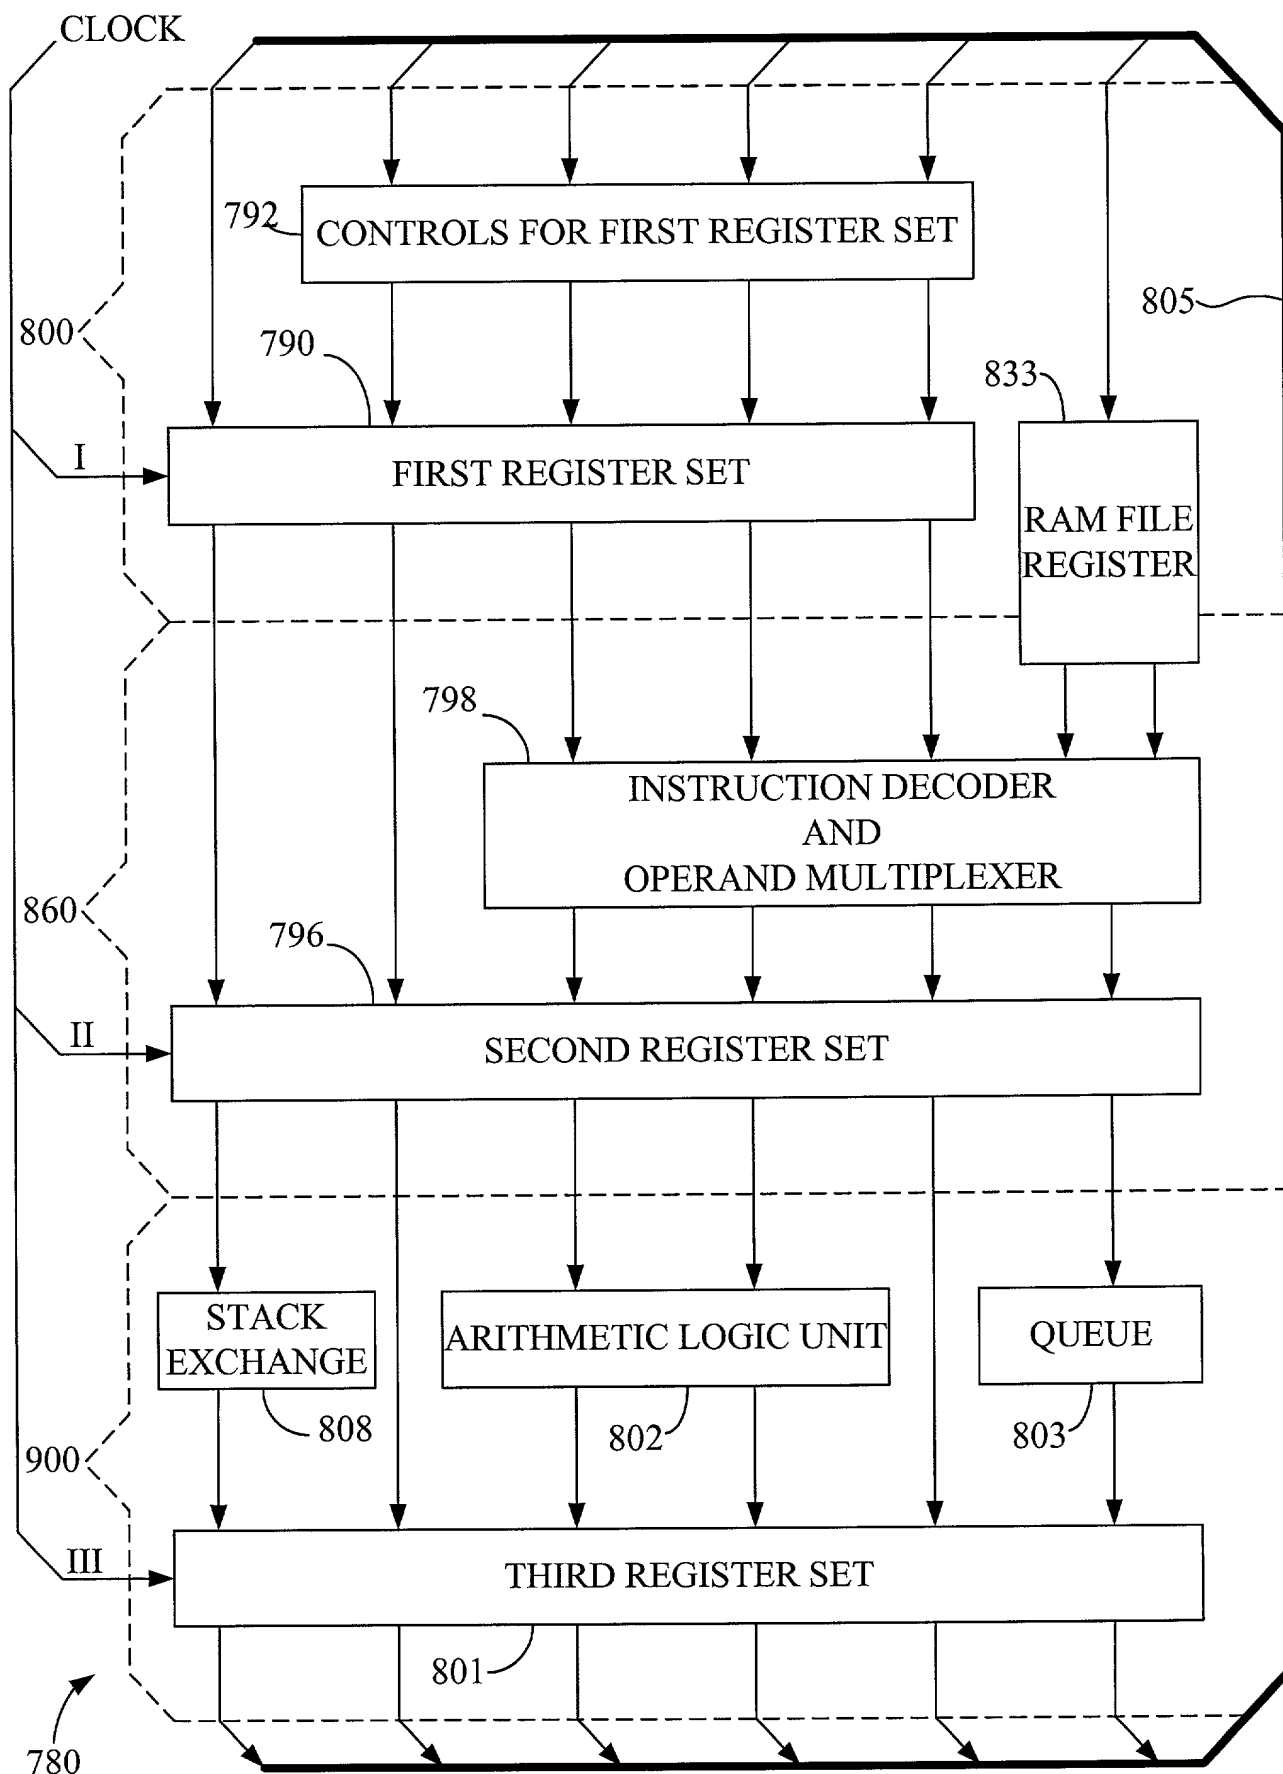 CLOCK
792
CONTROLS FOR FIRST REGISTER SET
805
800
790
833
I
FIRST REGISTER SET
RAM FILE
REGISTER
798
INSTRUCTION DECODER
AND
OPERAND MULTIPLEXER
860
796
II
SECOND REGISTER SET
STACK
EXCHANGE
ARITHMETIC LOGIC UNIT
QUEUE
808
802
803
900
III
THIRD REGISTER SET
801
780